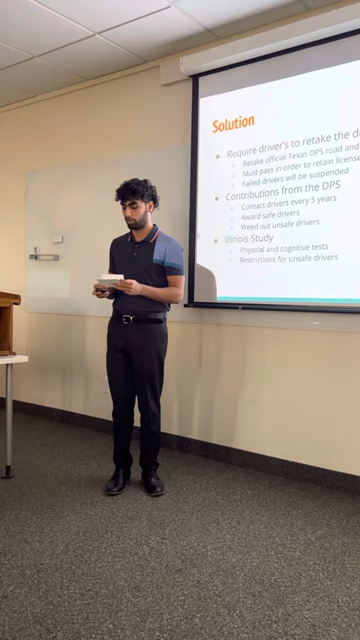 Solution
Require driver's to retake the
Retake official Texas DPS road and
Must pass in order to retain license
Failed drivers will be suspended
Contributions from the DPS
Contact drivers every 5 years
Award safe drivers
Weed out unsafe drivers
Illinois Study
Physical and cognitive tests
Restrictions for unsafe drivers